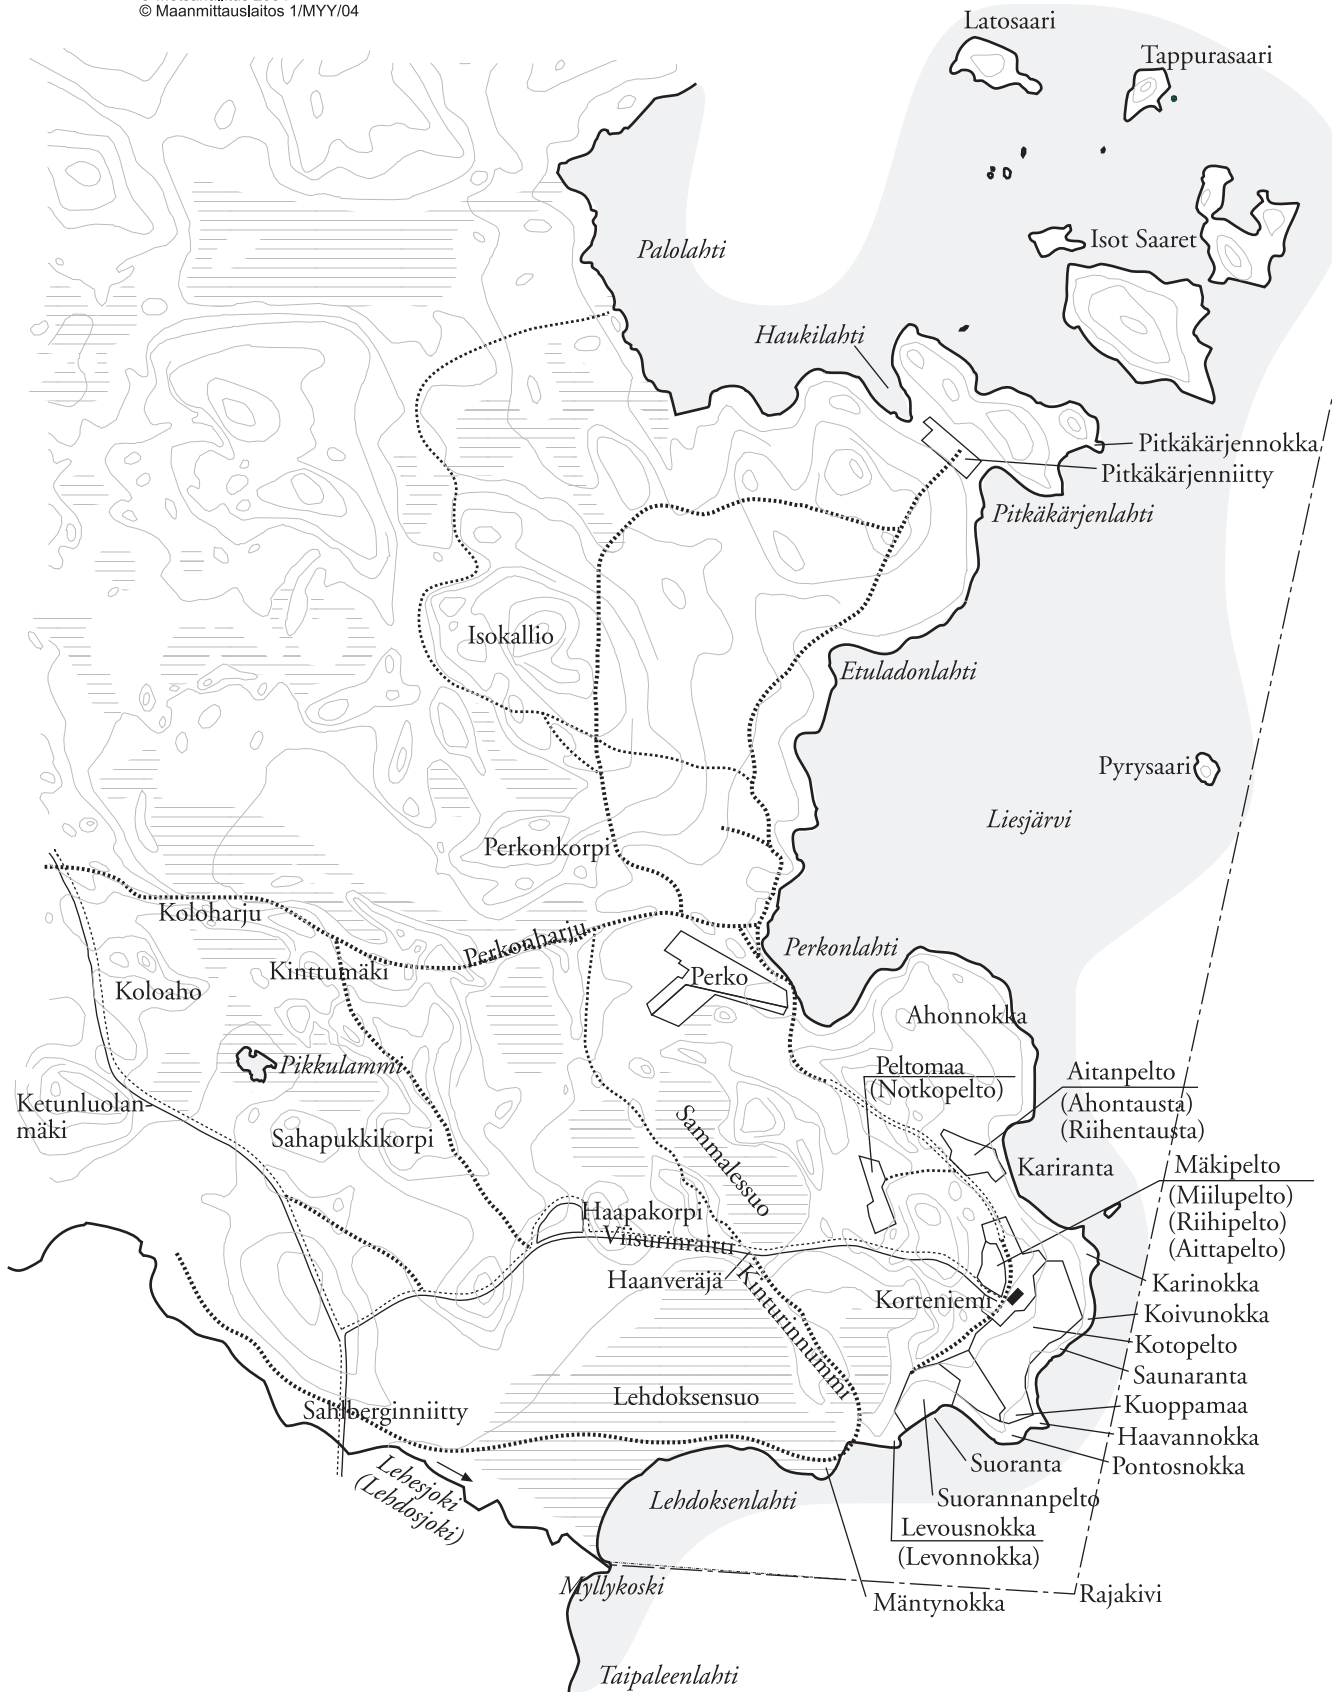 © Maanmittauslaitos 1/MYY/04
Latosaari
Tappurasaari
Palolahti
Isot Saaret
Haukilahti
Pitkäkärjennokka
Pitkäkärjenniitty
Pitkäkärjenlahti
Isokallio
Etuladonlahti
Pyrysaari
Liesjärvi
Perkonkorpi
Koloharju
Perkonharju
Perkonlahti
Kinttumäki
Perko
Koloaho
Ahonnokka
Pikkulammi
Peltomaa
(Notkopelto)
Aitanpelto
(Ahontausta)
(Riihentausta)
Ketunluolan-
mäki
Sahapukkikorpi
Sammalessuo
Kariranta
Mäkipelto
(Miilupelto)
(Riihipelto)
(Aittapelto)
Haapakorpi
Viisurinraitti
Haanveräjä
Kinturinnummi
Korteniemi
Karinokka
Koivunokka
Kotopelto
Saunaranta
Kuoppamaa
Haavannokka
Pontosnokka
Lehdoksensuo
Sahlberginniitty
Suoranta
Suorannanpelto
Lehesjoki
(Lehdosjoki)
Lehdoksenlahti
Levousnokka
(Levonnokka)
Myllykoski
Mäntynokka
Rajakivi
Taipaleenlahti